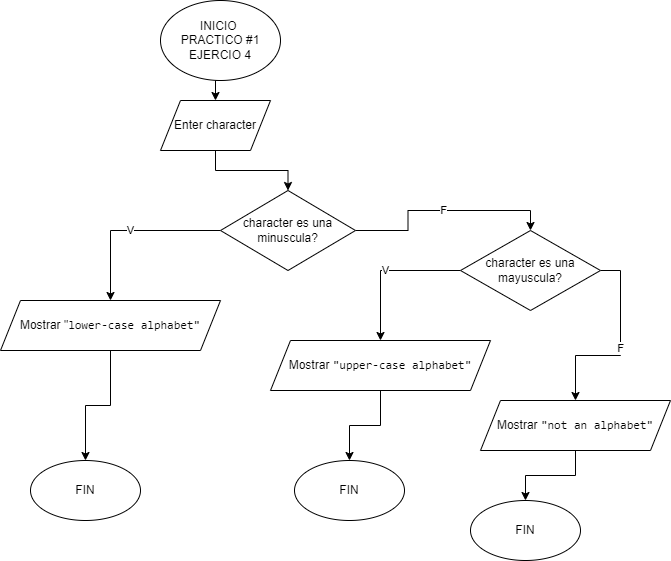 INICIO
PRACTICO #1
EJERCIO 4
Enter character
character es una
minuscula?
V
F
character es una
mayuscula?
V
F
Mostrar "lower-case alphabet"
Mostrar "upper-case alphabet"
Mostrar "not an alphabet"
FIN
FIN
FIN